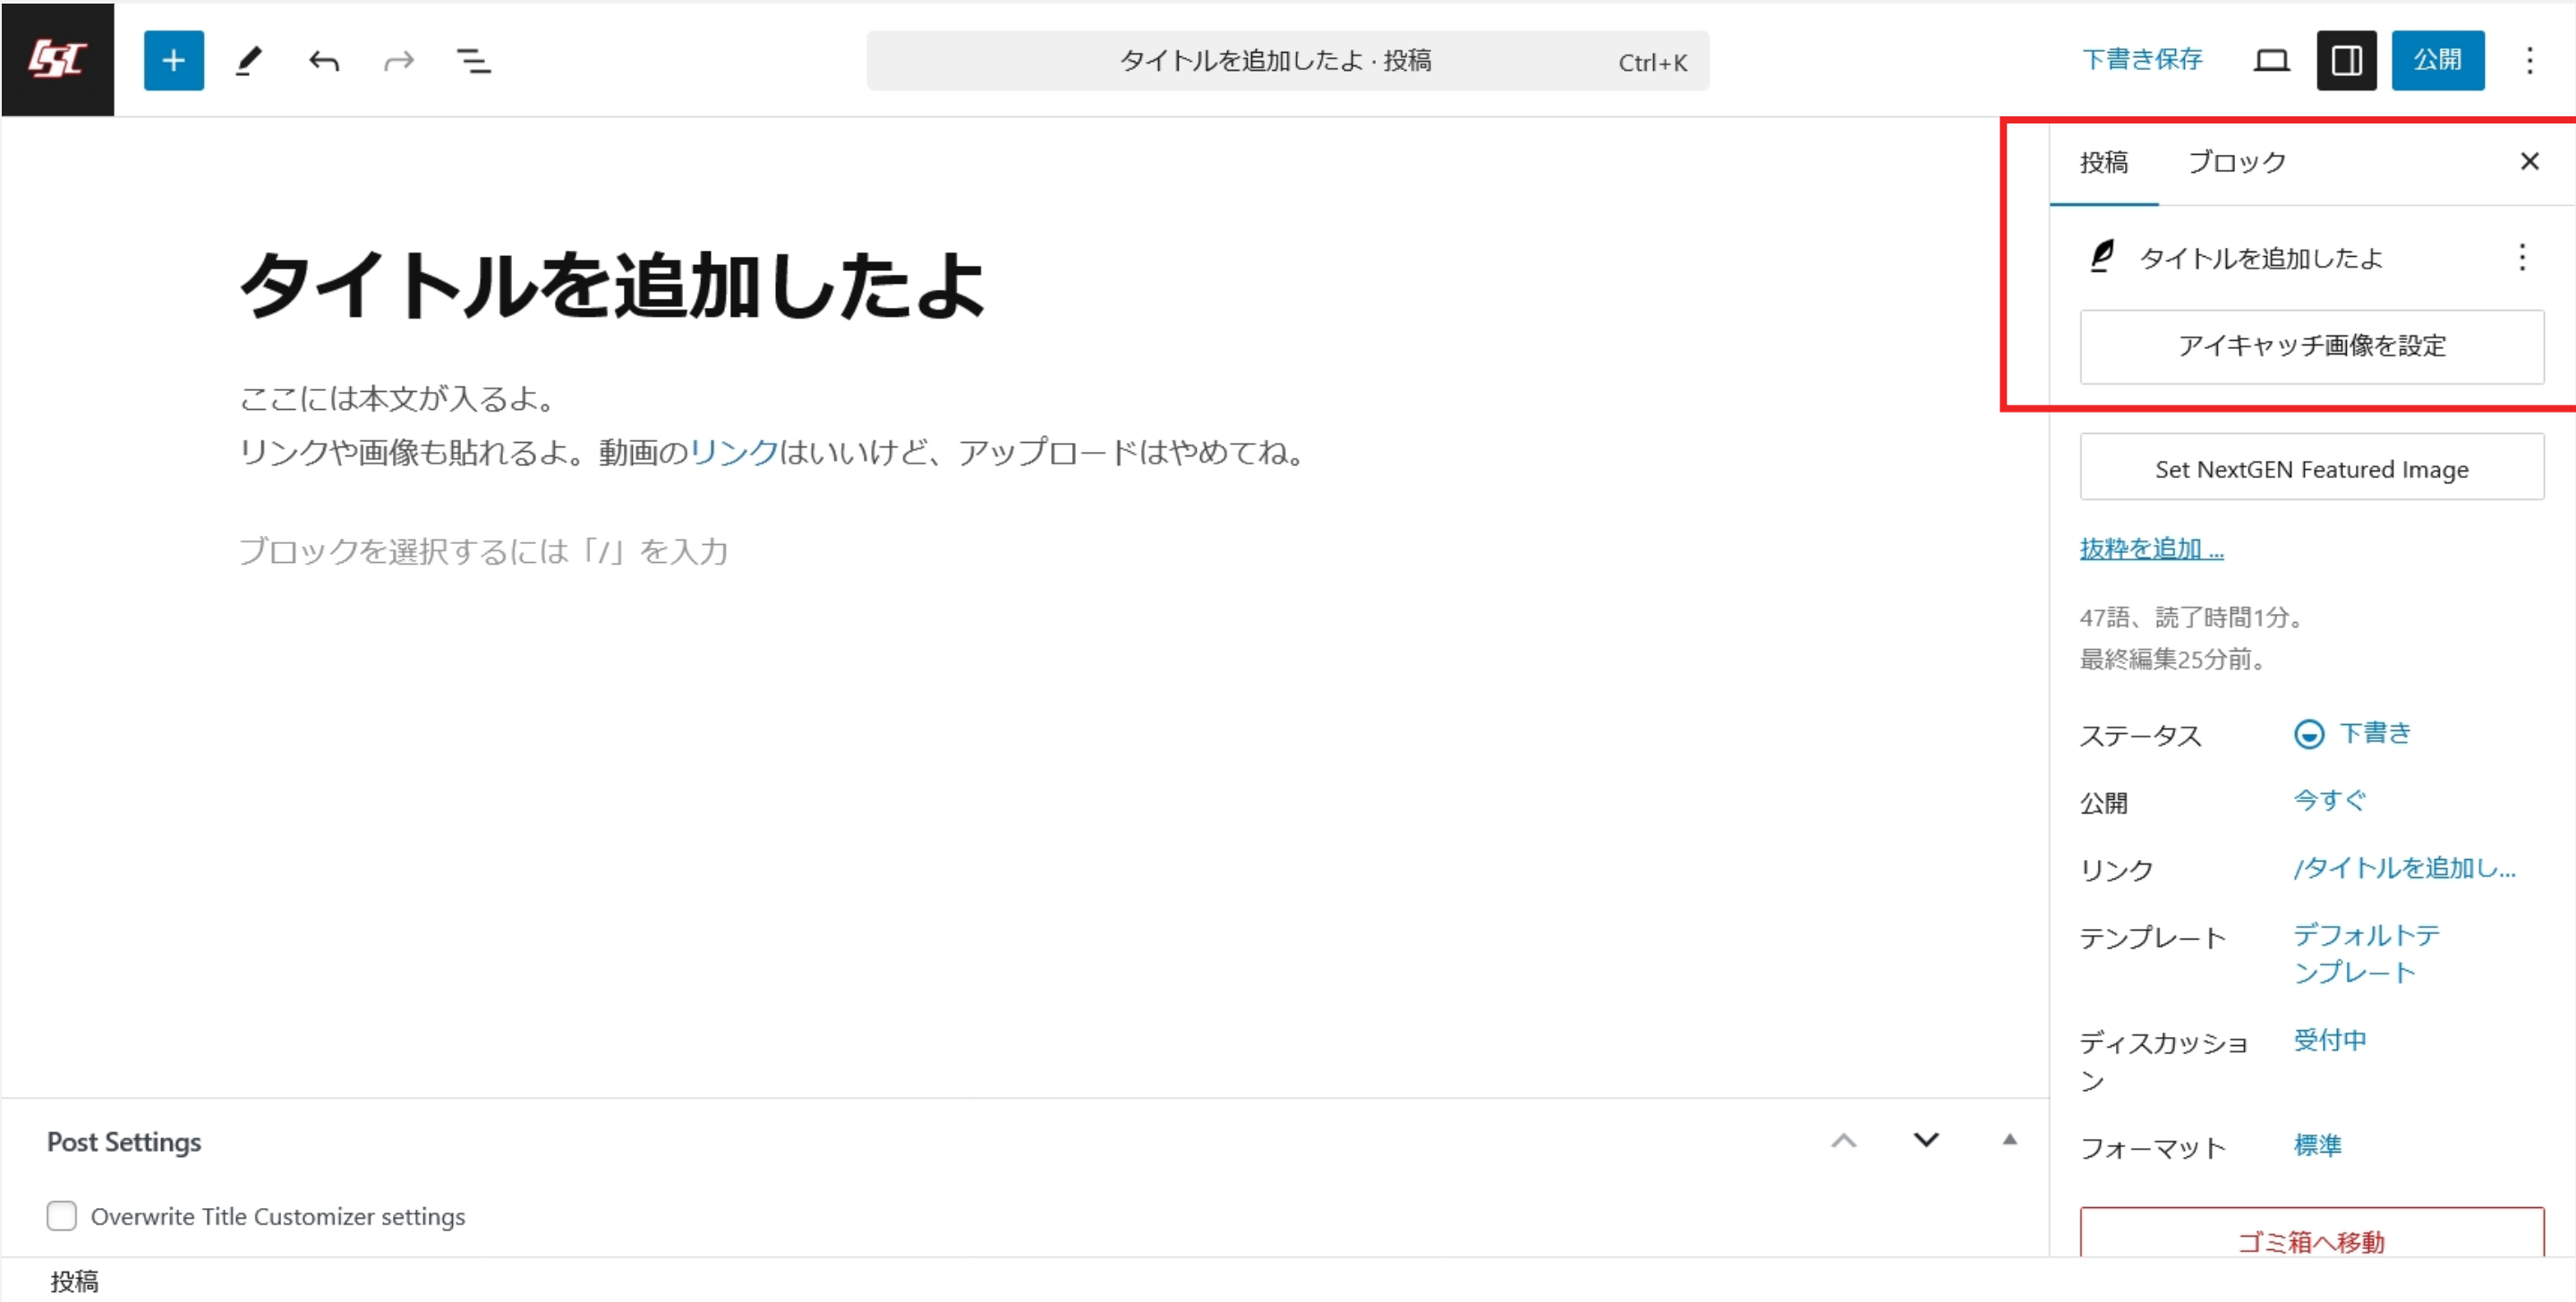 LSC
タイトルを追加したよ · 投稿 Ctrl+K
下書き保存
公開
タイトルを追加したよ
ここには本文が入るよ。
リンクや画像も貼れるよ。動画のリンクはいいけど、アップロードはやめてね。
ブロックを選択するには「/」を入力
投稿 ブロック
タイトルを追加したよ
アイキャッチ画像を設定
Set NextGEN Featured Image
抜粋を追加 ...
47語、読了時間1分。
最終編集25分前。
ステータス 下書き
公開 今すぐ
リンク /タイトルを追加し...
テンプレート デフォルトテ
ンプレート
ディスカッショ 受付中
ン
フォーマット 標準
ゴミ箱へ移動
Post Settings
Overwrite Title Customizer settings
投稿